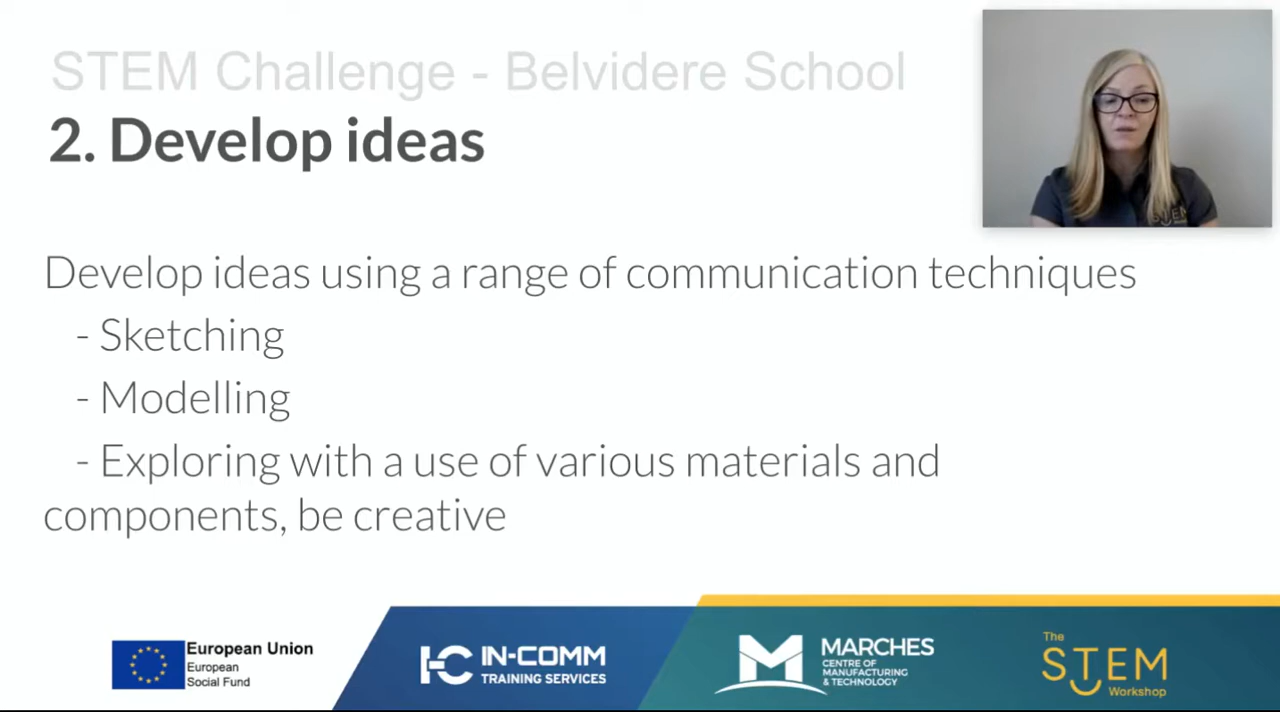 STEM Challenge - Belvidere School
2. Develop ideas
STEM
Develop ideas using a range of communication techniques
- Sketching
- Modelling
- Exploring with a use of various materials and
components, be creative
European Union
European
Social Fund
IN-COMM
TRAINING SERVICES
MARCHES
CENTRE OF
MANUFACTURING
& TECHNOLOGY
The
STEM
Workshop